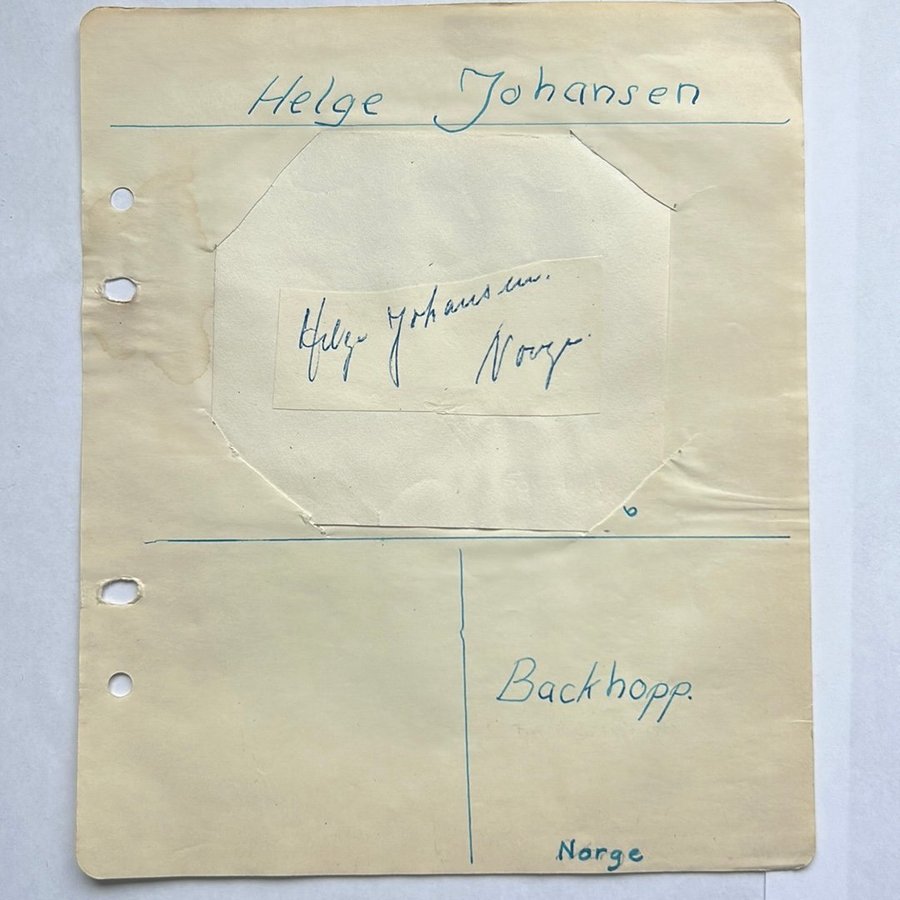 Helge Johansen
Helge Johansen.
Norge.
6
Backhopp.
Norge